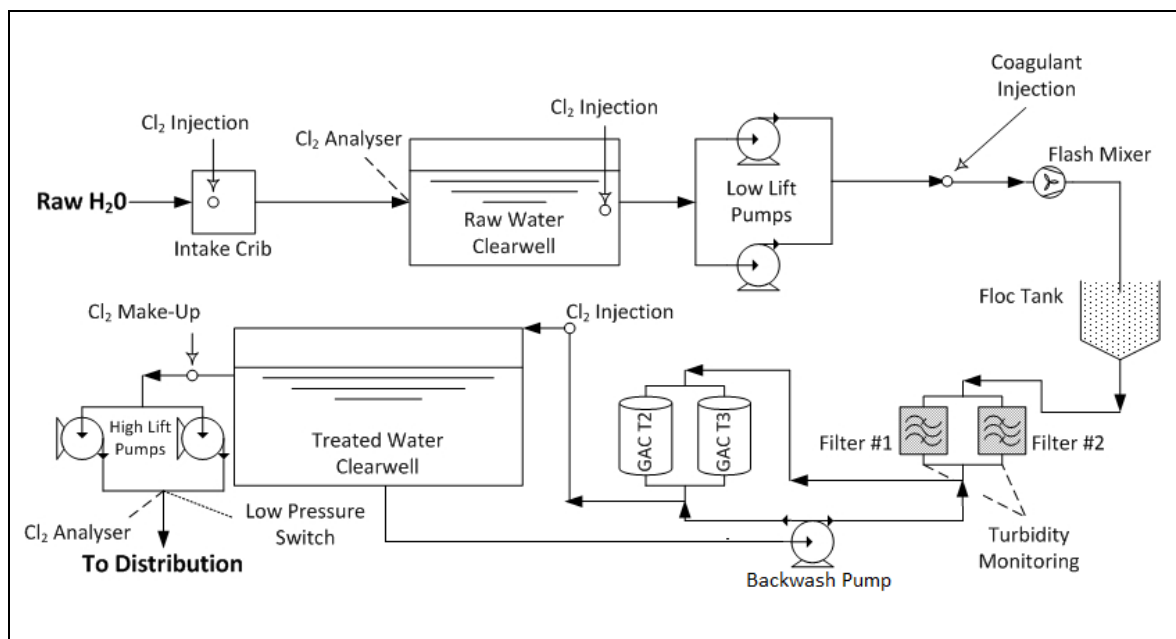 Coagulant
Injection
Cl₂ Injection
Cl₂ Injection
Cl₂ Analyser
Flash Mixer
Raw H₂0
Raw Water
Clearwell
Low Lift
Pumps
Intake Crib
Floc Tank
Cl₂ Make-Up
Cl₂ Injection
High Lift
Pumps
Treated Water
Clearwell
GAC T2
GAC T3
Filter #1
Filter #2
Cl₂ Analyser
Low Pressure
Switch
To Distribution
Turbidity
Monitoring
Backwash Pump